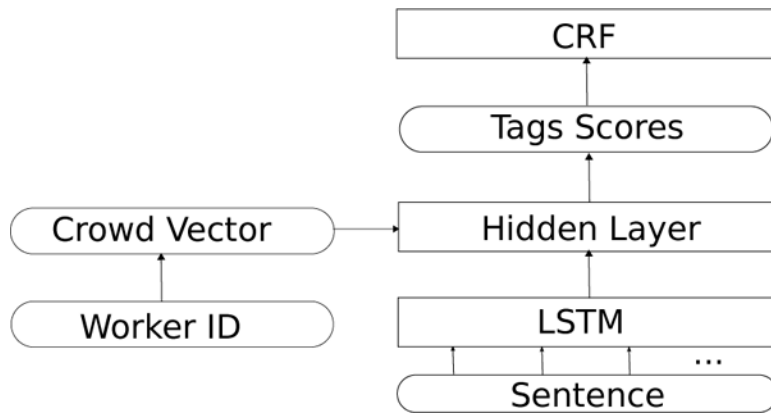 CRF
Tags Scores
Crowd Vector
Hidden Layer
Worker ID
LSTM
...
Sentence